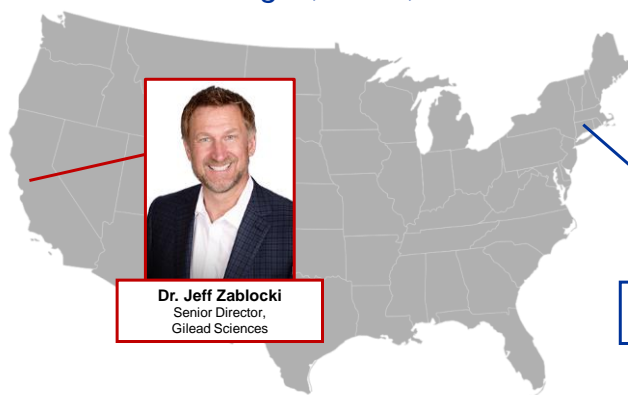 Dr. Jeff Zablocki
Senior Director,
Gilead Sciences